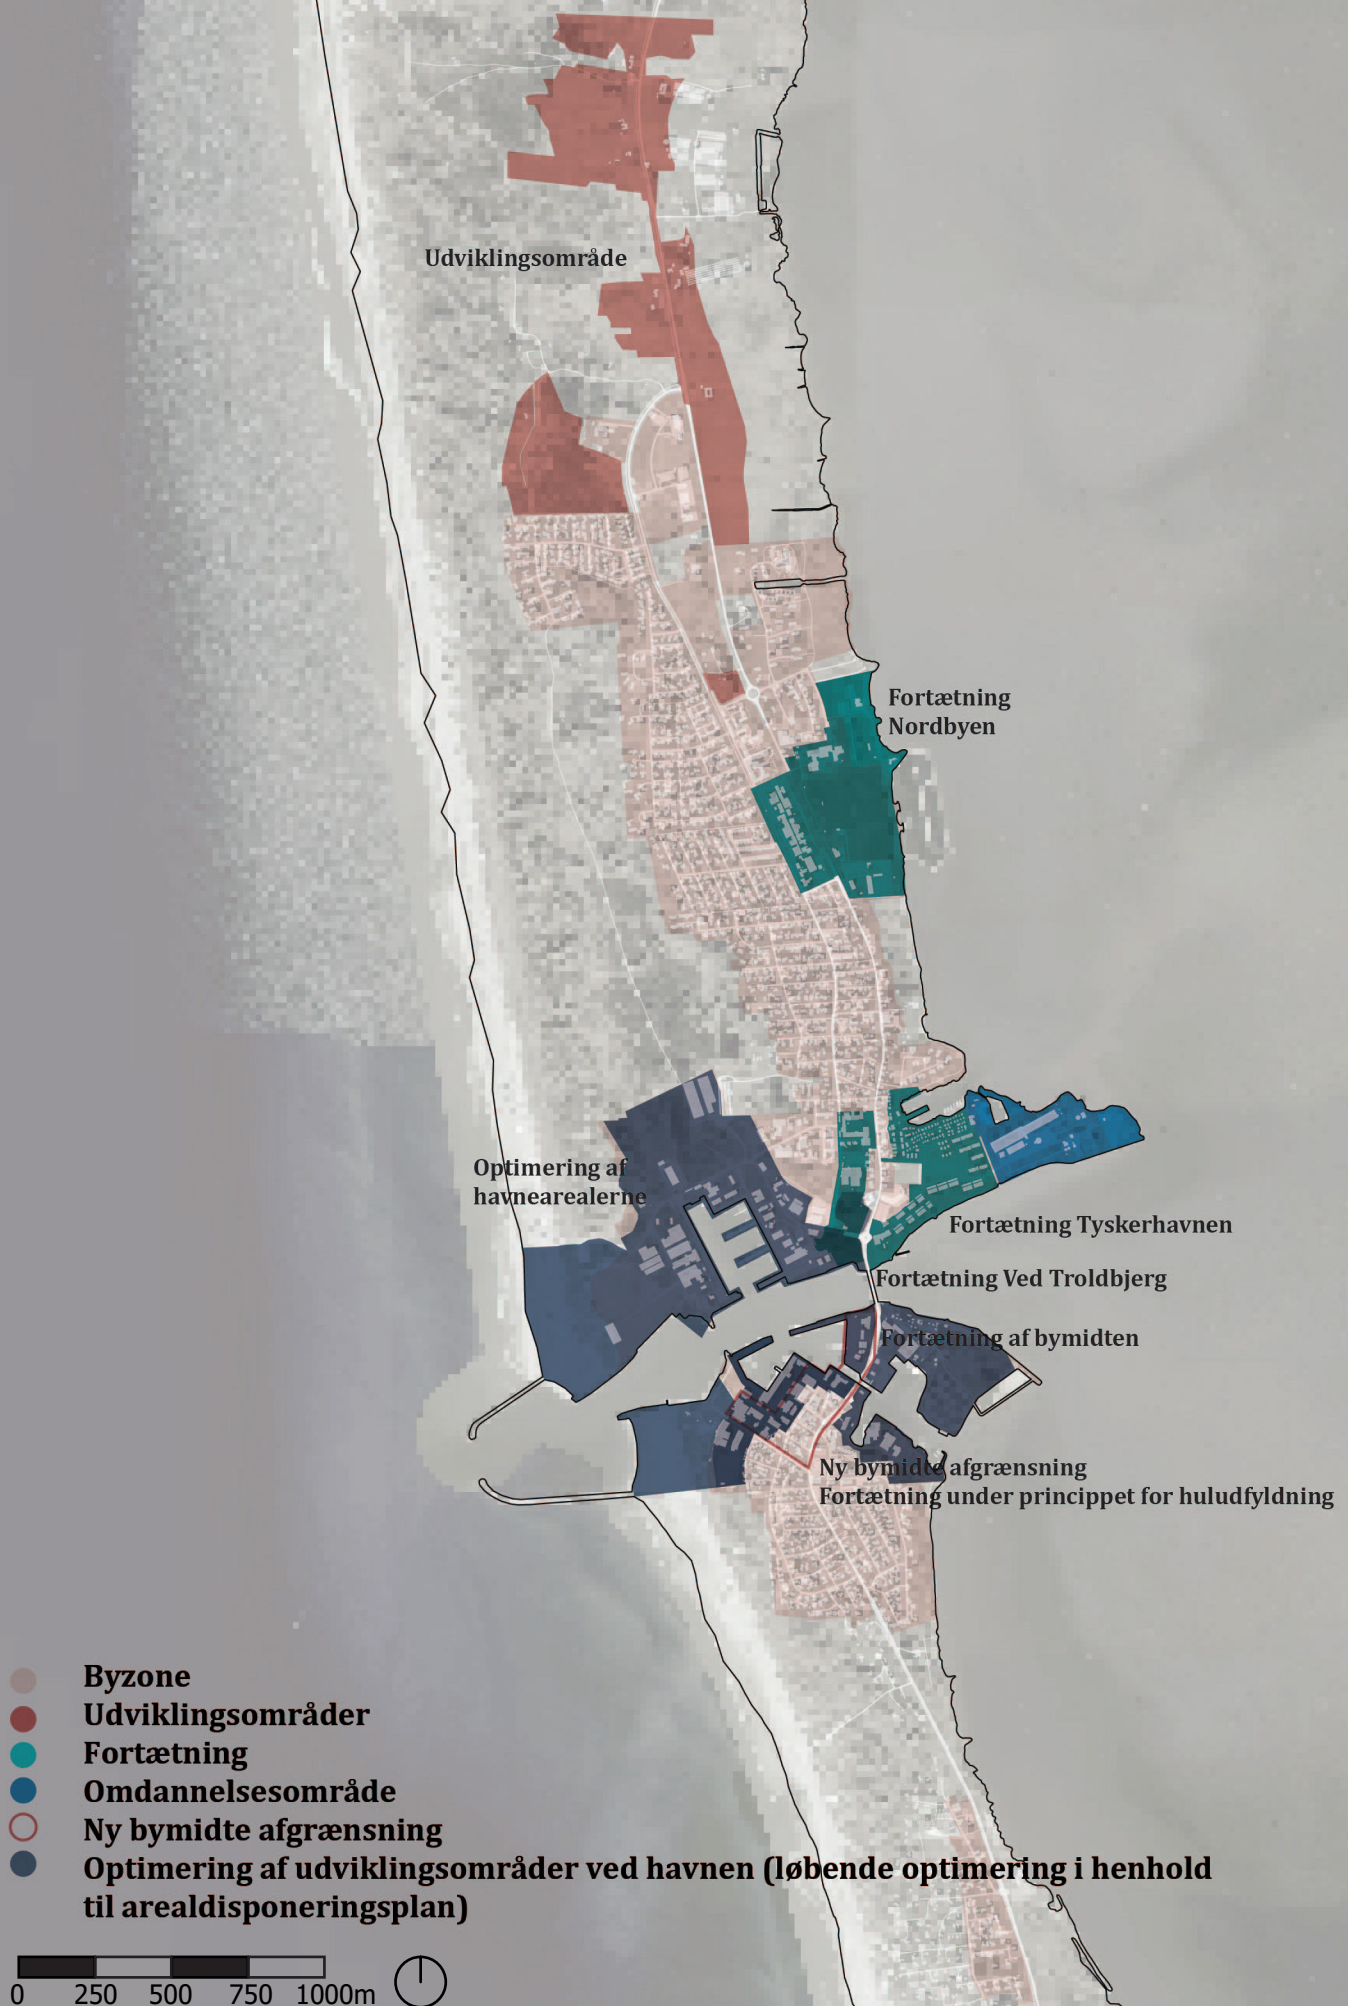 Udviklingsområde
Fortætning
Nordbyen
Optimering af
havnearealerne
Fortætning Tyskerhavnen
Fortætning Ved Troldbjerg
Fortætning af bymidten
Ny bymidte afgrænsning
Fortætning under princippet for huludfyldning
Byzone
Udviklingsområder
Fortætning
Omdannelsesområde
Ny bymidte afgrænsning
Optimering af udviklingsområder ved havnen (løbende optimering i henhold
til arealdisponeringsplan)
0 250 500 750 1000m